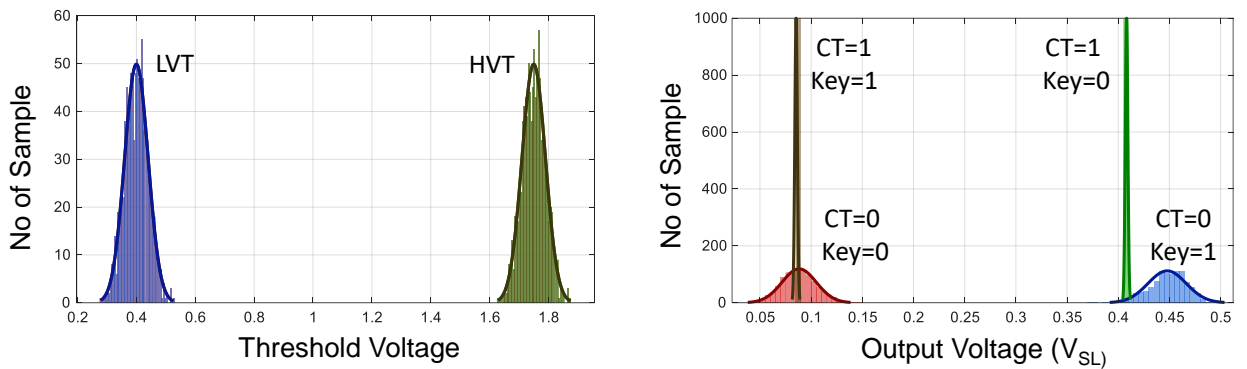 60
50
40
30
20
10
0
0.2
0.4
0.6
0.8
1
1.2
1.4
1.6
1.8
No of Sample
Threshold Voltage
LVT
HVT
1000
800
600
400
200
0
0.05
0.1
0.15
0.2
0.25
0.3
0.35
0.4
0.45
0.5
No of Sample
Output Voltage (V_SL)
CT=1
Key=1
CT=1
Key=0
CT=0
Key=0
CT=0
Key=1